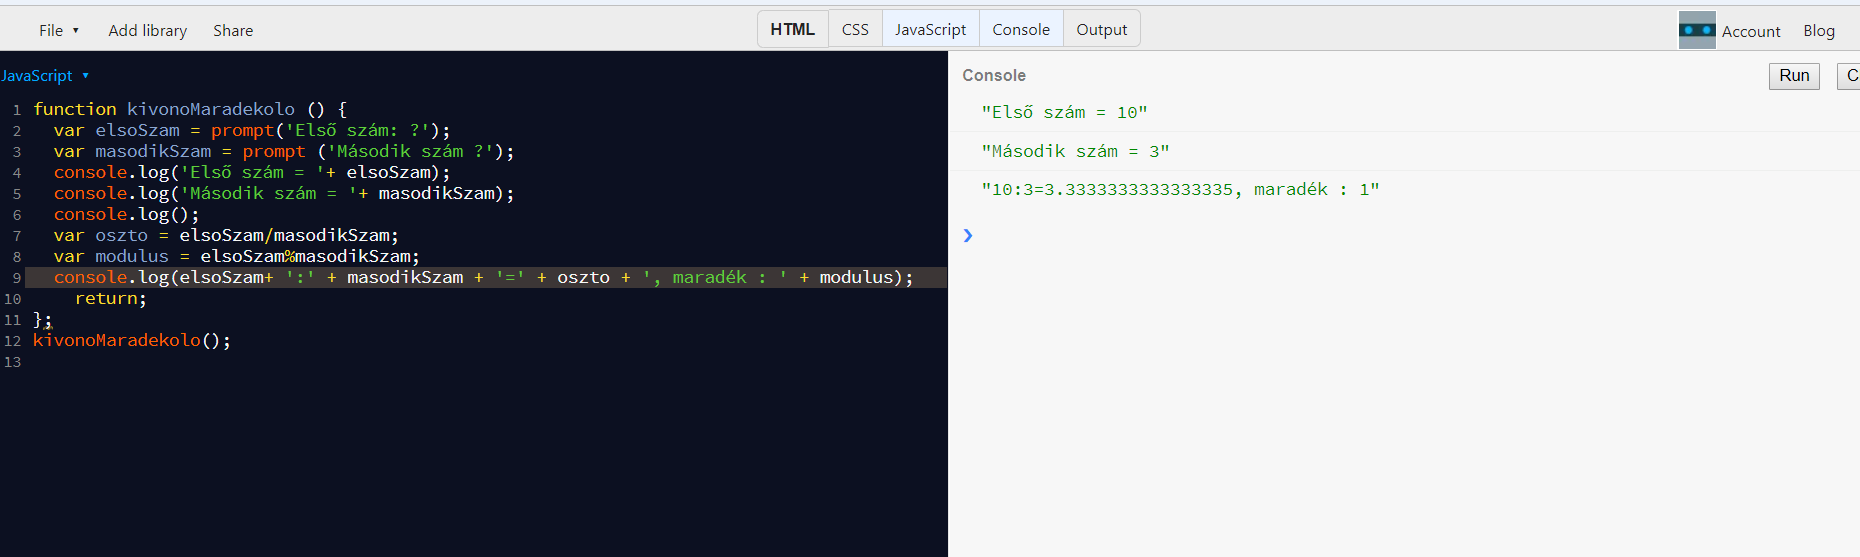 File ▾ Add library Share HTML CSS JavaScript Console Output Account Blog
JavaScript ▾
1 function kivonoMaradekolo () {
2 var elsoSzam = prompt('Első szám: ?');
3 var masodikSzam = prompt ('Második szám ?');
4 console.log('Első szám = '+ elsoSzam);
5 console.log('Második szám = '+ masodikSzam);
6 console.log();
7 var oszto = elsoSzam/masodikSzam;
8 var modulus = elsoSzam%masodikSzam;
9 console.log(elsoSzam+ ':' + masodikSzam + '=' + oszto + ', maradék : ' + modulus);
10 return;
11 };
12 kivonoMaradekolo();
13
Console Run C
"Első szám = 10"
"Második szám = 3"
"10:3=3.3333333333333335, maradék : 1"
❯